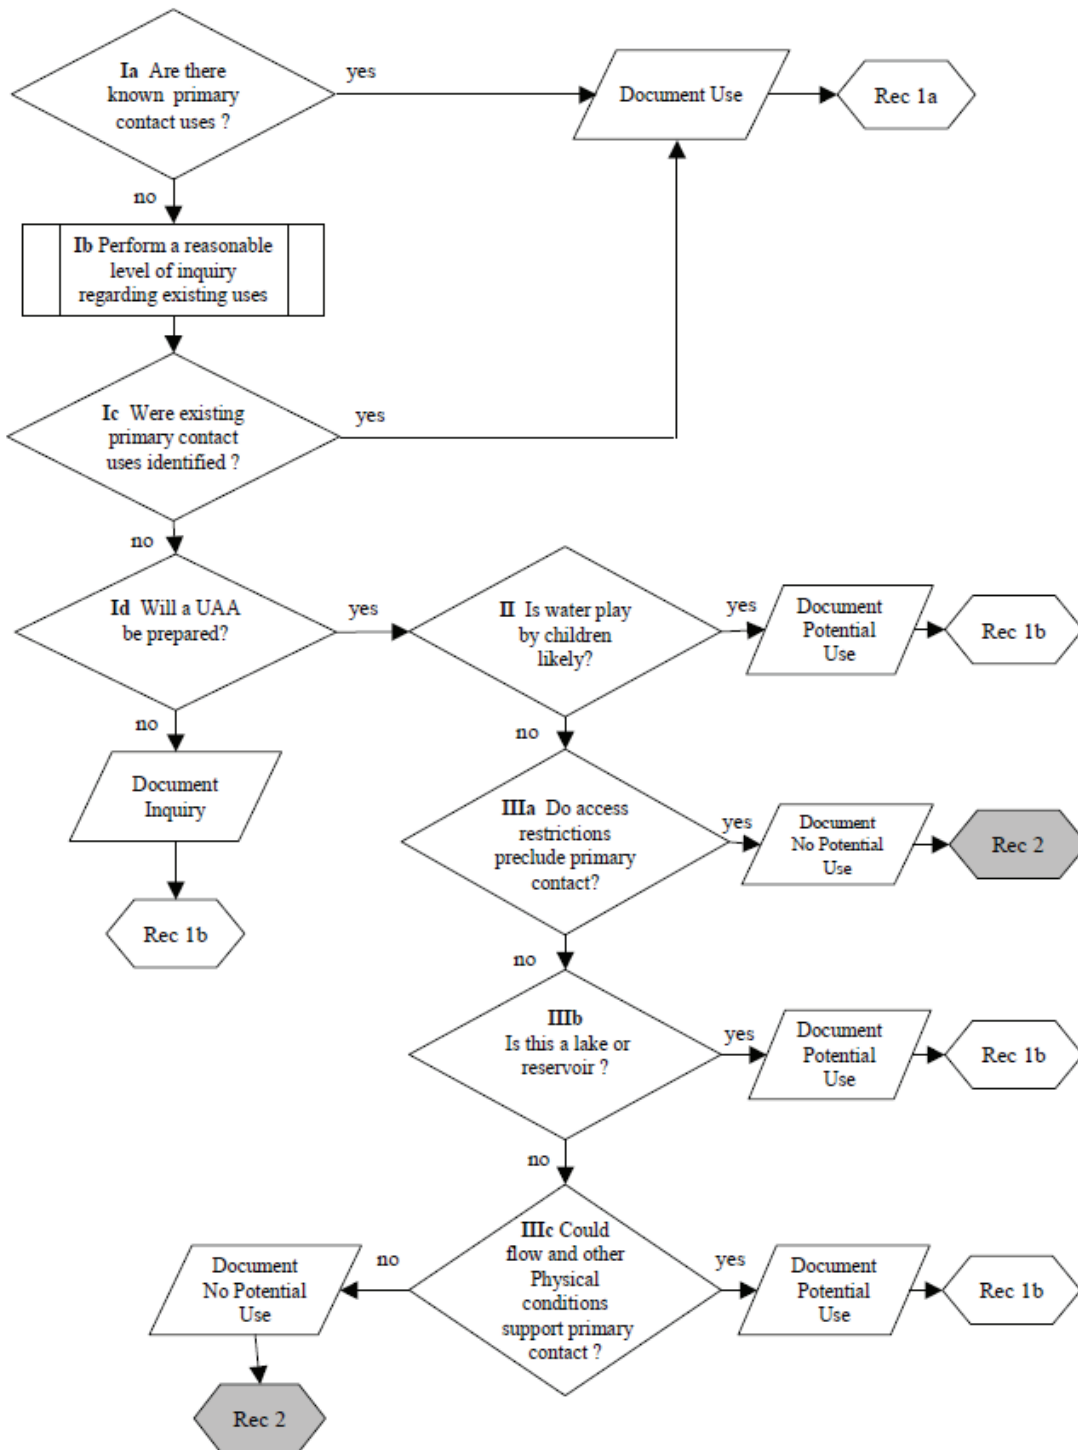 Ia Are there
known primary
contact uses ?
yes
Document Use
Rec 1a
no
Ib Perform a reasonable
level of inquiry
regarding existing uses
Ic Were existing
primary contact
uses identified ?
yes
no
Id Will a UAA
be prepared?
yes
II Is water play
by children
likely?
yes
Document
Potential
Use
Rec 1b
no
Document
Inquiry
Rec 1b
no
IIIa Do access
restrictions
preclude primary
contact?
yes
Document
No Potential
Use
Rec 2
no
IIIb
Is this a lake or
reservoir ?
yes
Document
Potential
Use
Rec 1b
no
IIIc Could
flow and other
Physical
conditions
support primary
contact ?
yes
Document
Potential
Use
Rec 1b
no
Document
No Potential
Use
Rec 2